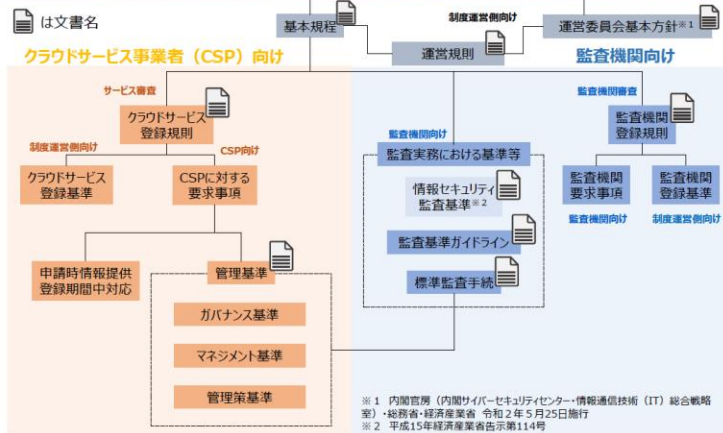 は文書名
基本規程
制度運営側向け
運営委員会基本方針※1
運営規則
クラウドサービス事業者（CSP）向け
監査機関向け
サービス審査
クラウドサービス
登録規則
制度運営側向け
CSP向け
クラウドサービス
登録基準
CSPに対する
要求事項
申請時情報提供
登録期間中対応
管理基準
ガバナンス基準
マネジメント基準
管理策基準
監査機関向け
監査実務における基準等
情報セキュリティ
監査基準※2
監査基準ガイドライン
標準監査手続
監査機関審査
監査機関
登録規則
監査機関
要求事項
監査機関
登録基準
監査機関向け
制度運営側向け
※１ 内閣官房（内閣サイバーセキュリティセンター・情報通信技術（IT）総合戦略
室）・総務省・経済産業省 令和２年５月25日施行
※２ 平成15年経済産業省告示第114号